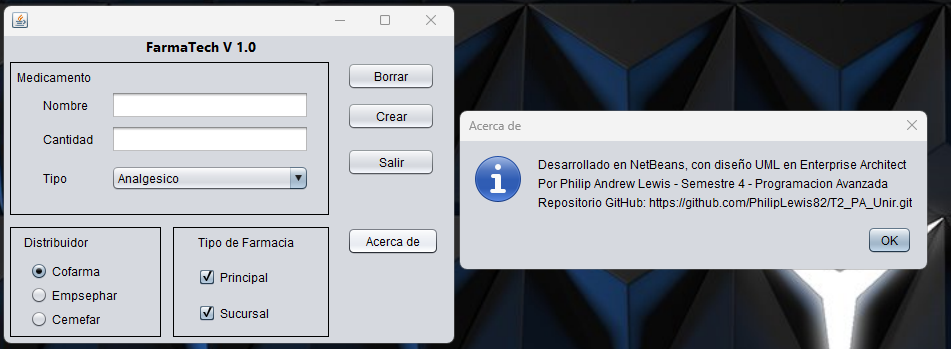 FarmaTech V 1.0
Medicamento
Nombre
Cantidad
Tipo
Analgesico
Borrar
Crear
Salir
Acerca de
Distribuidor
Cofarma
Empsephar
Cemefar
Tipo de Farmacia
Principal
Sucursal
Acerca de
Desarrollado en NetBeans, con diseño UML en Enterprise Architect
Por Philip Andrew Lewis - Semestre 4 - Programacion Avanzada
Repositorio GitHub: https://github.com/PhilipLewis82/T2_PA_Unir.git
OK